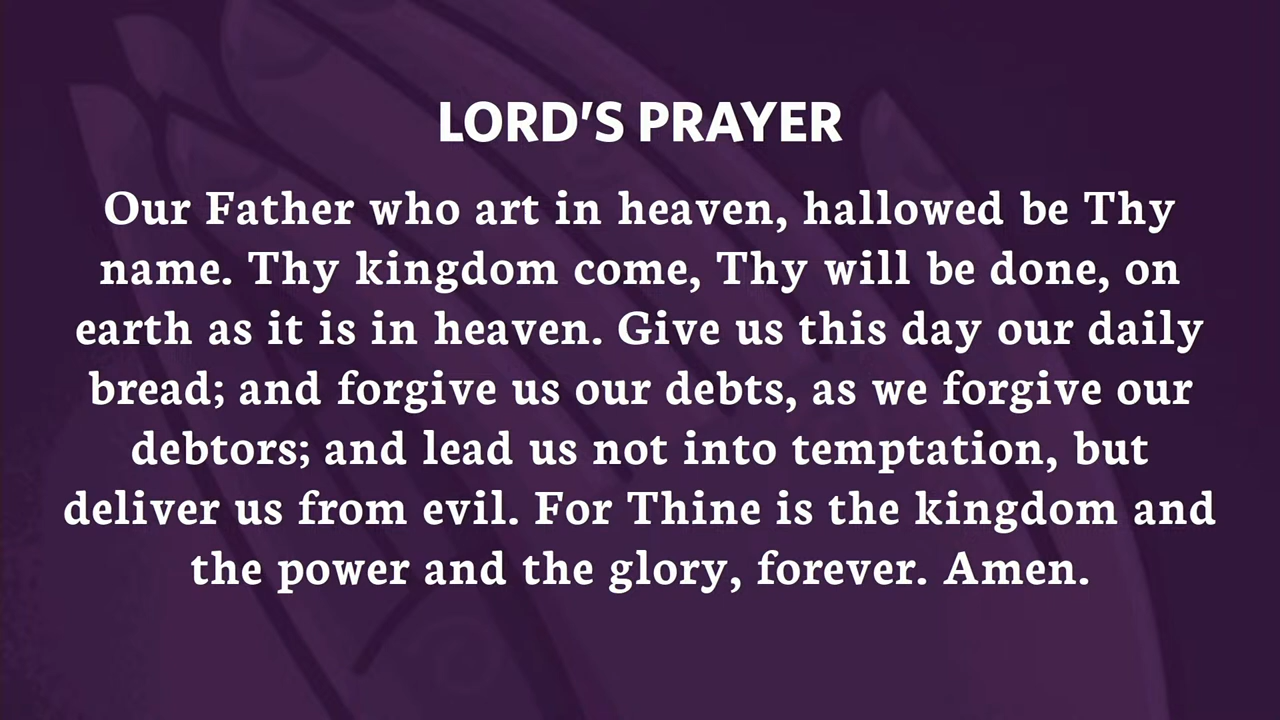 LORD'S PRAYER
Our Father who art in heaven, hallowed be Thy
name. Thy kingdom come, Thy will be done, on
earth as it is in heaven. Give us this day our daily
bread; and forgive us our debts, as we forgive our
debtors; and lead us not into temptation, but
deliver us from evil. For Thine is the kingdom and
the power and the glory, forever. Amen.